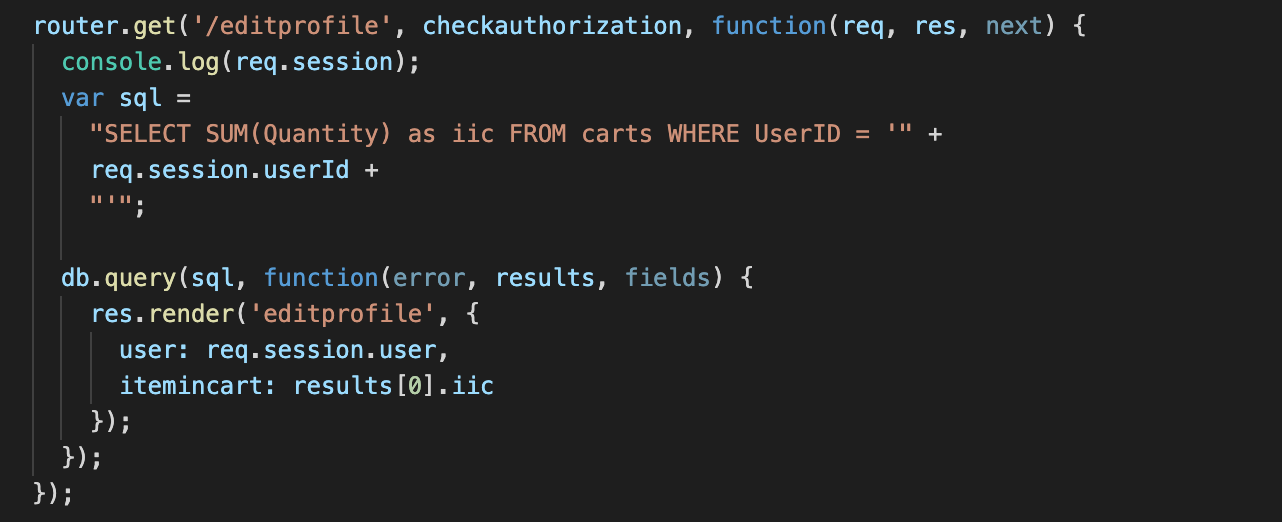 router.get('/editprofile', checkauthorization, function(req, res, next) {
  console.log(req.session);
  var sql =
    "SELECT SUM(Quantity) as iic FROM carts WHERE UserID = '" +
    req.session.userId +
    "'";

  db.query(sql, function(error, results, fields) {
    res.render('editprofile', {
      user: req.session.user,
      itemincart: results[0].iic
    });
  });
});